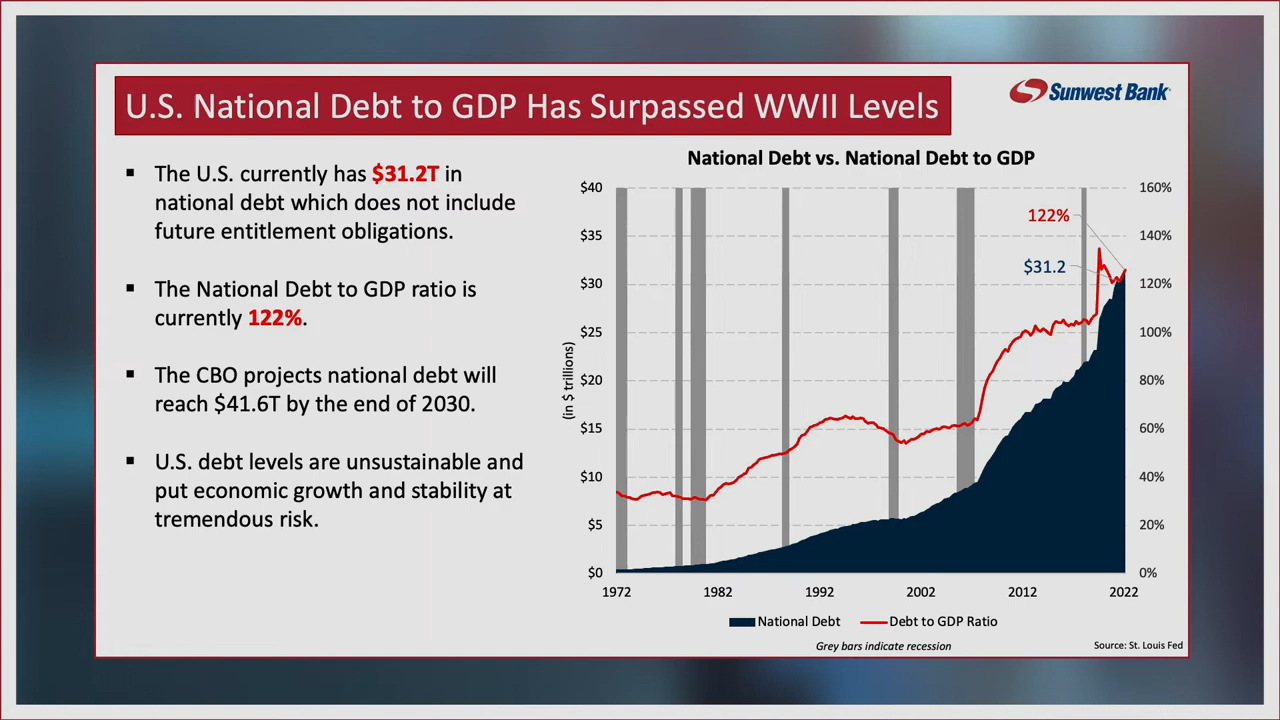 U.S. National Debt to GDP Has Surpassed WWII Levels
Sunwest Bank
▪ The U.S. currently has $31.2T in
national debt which does not include
future entitlement obligations.
▪ The National Debt to GDP ratio is
currently 122%.
▪ The CBO projects national debt will
reach $41.6T by the end of 2030.
▪ U.S. debt levels are unsustainable and
put economic growth and stability at
tremendous risk.
National Debt vs. National Debt to GDP
(in $ trillions)
$40
$35
$30
$25
$20
$15
$10
$5
$0
160%
140%
120%
100%
80%
60%
40%
20%
0%
122%
$31.2
1972 1982 1992 2002 2012 2022
National Debt Debt to GDP Ratio
Grey bars indicate recession
Source: St. Louis Fed